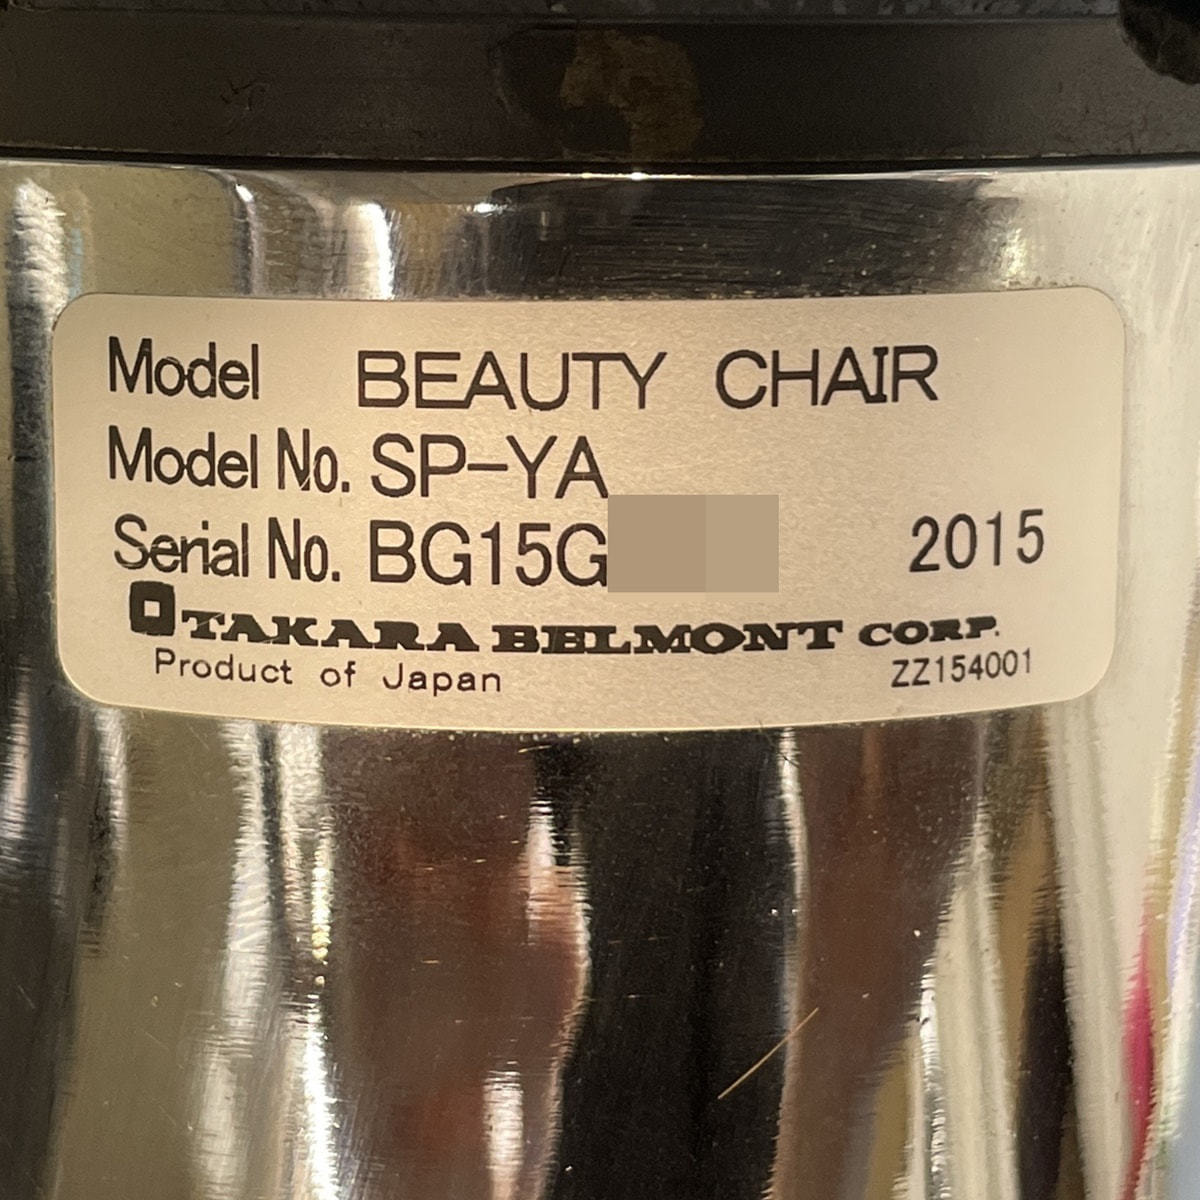 Model BEAUTY CHAIR
Model No. SP-YA
Serial No. BG15G 2015
TAKARA BELMONT CORP.
Product of Japan ZZ154001